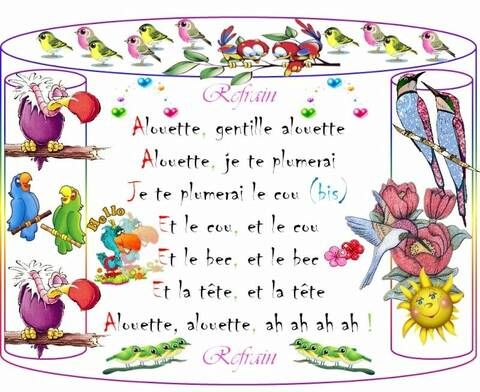 Refrain
Alouette, gentille alouette
Alouette, je te plumerai
Je te plumerai le cou (bis)
Et le cou, et le cou
Hello
Et le bec, et le bec
Et la tête, et la tête
Alouette, alouette, ah ah ah ah !
Refrain